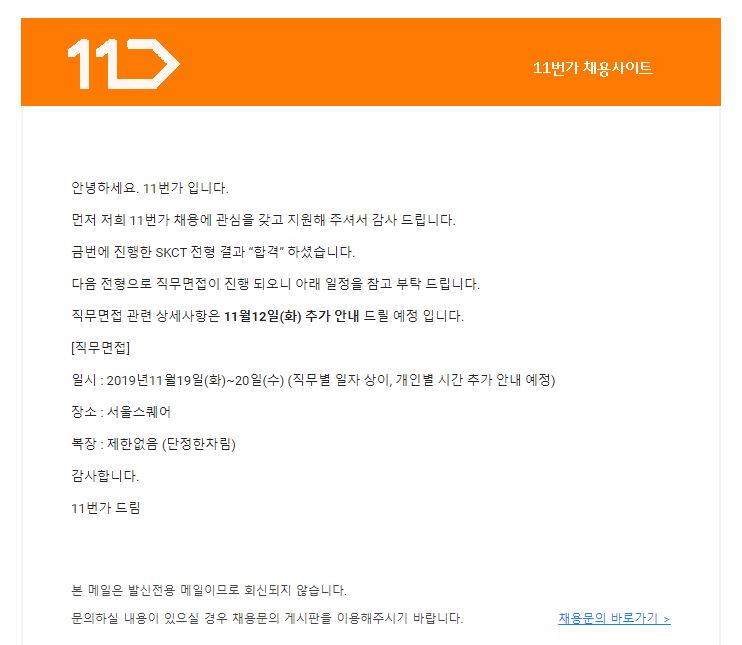 11
11번가 채용사이트
안녕하세요. 11번가 입니다.
먼저 저희 11번가 채용에 관심을 갖고 지원해 주셔서 감사 드립니다.
금번에 진행한 SKCT 전형 결과 “합격” 하셨습니다.
다음 전형으로 직무면접이 진행 되오니 아래 일정을 참고 부탁 드립니다.
직무면접 관련 상세사항은 11월12일(화) 추가 안내 드릴 예정 입니다.
[직무면접]
일시 : 2019년11월19일(화)~20일(수) (직무별 일자 상이, 개인별 시간 추가 안내 예정)
장소 : 서울스퀘어
복장 : 제한없음 (단정한차림)
감사합니다.
11번가 드림
본 메일은 발신전용 메일이므로 회신되지 않습니다.
문의하실 내용이 있으실 경우 채용문의 게시판을 이용해주시기 바랍니다. 채용문의 바로가기 >